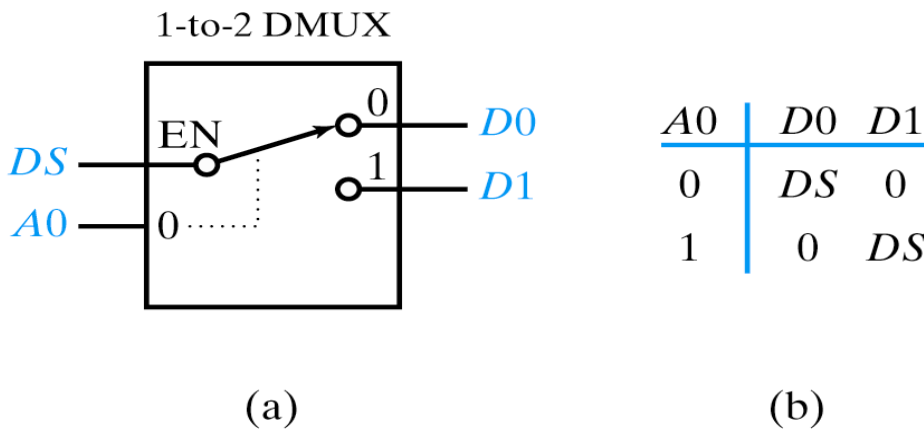 1-to-2 DMUX
EN
0
1
DS
A0
0
D0
D1
(a)
A0 D0 D1
0 DS 0
1 0 DS
(b)